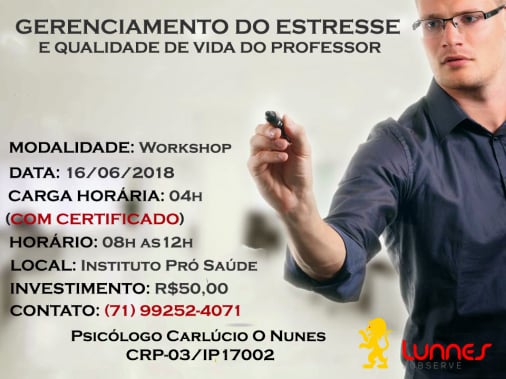 GERENCIAMENTO DO ESTRESSE
E QUALIDADE DE VIDA DO PROFESSOR
MODALIDADE: WORKSHOP
DATA: 16/06/2018
CARGA HORÁRIA: 04H
(COM CERTIFICADO)
HORÁRIO: 08H AS12H
LOCAL: INSTITUTO PRÓ SAÚDE
INVESTIMENTO: R$50,00
CONTATO: (71) 99252-4071
PSICÓLOGO CARLÚCIO O NUNES
CRP-03/IP17002
LUNNES
OBSERVE